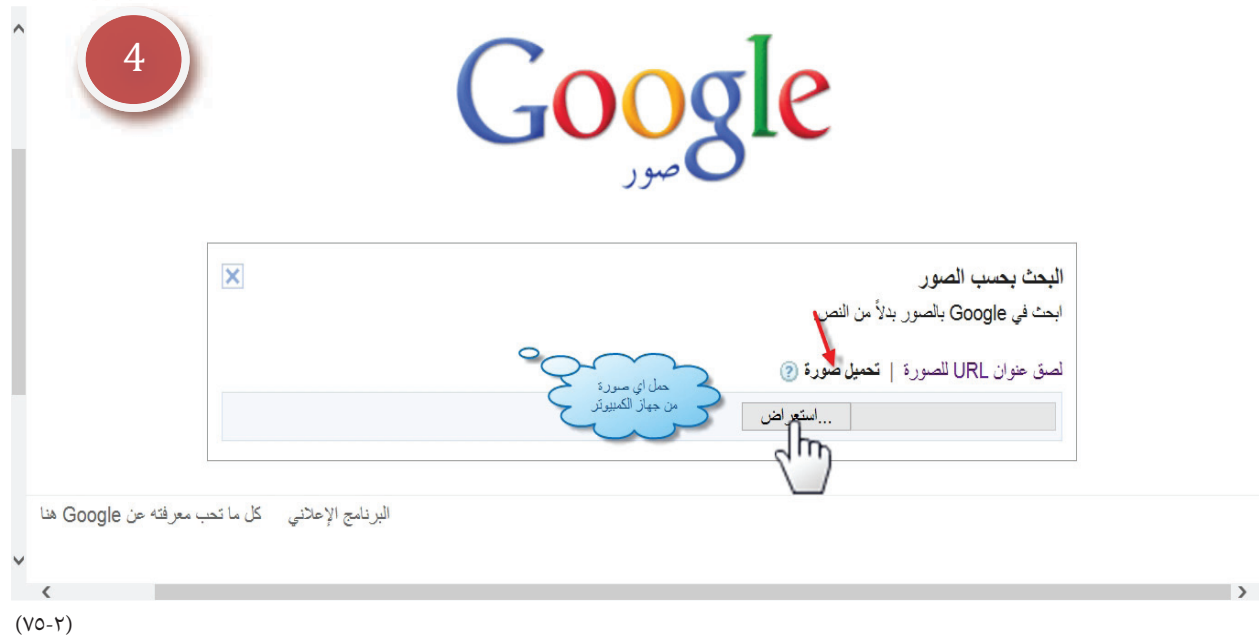 4
Google
صور
البحث بحسب الصور
ابحث في Google بالصور بدلاً من النص.
لصق عنوان URL للصورة | تحميل صورة ?
حمل اي صورة
من جهاز الكمبيوتر
استعراض...
البرنامج الإعلاني كل ما تحب معرفته عن Google هنا
(٢-٧٥)